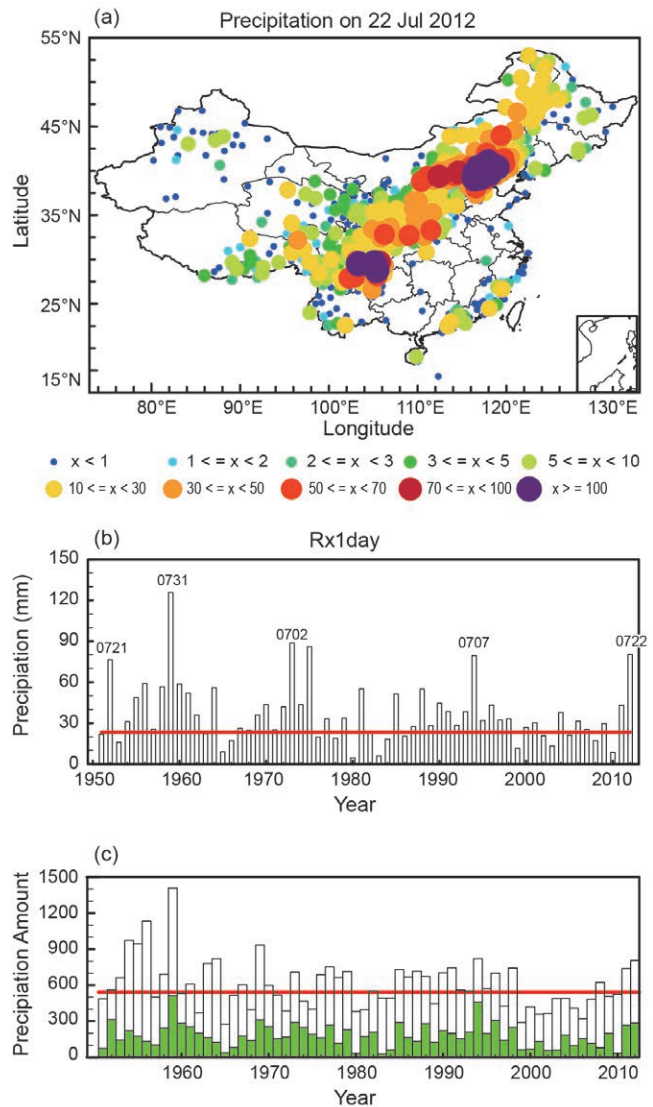 (a) Precipitation on 22 Jul 2012
55°N
45°N
35°N
25°N
15°N
Latitude
80°E 90°E 100°E 110°E 120°E 130°E
Longitude
x < 1 1 <= x < 2 2 <= x < 3 3 <= x < 5 5 <= x < 10
10 <= x < 30 30 <= x < 50 50 <= x < 70 70 <= x < 100 x >= 100
(b) Rx1day
150
120
90
60
30
0
Precipiation (mm)
0721 0731 0702 0707 0722
1950 1960 1970 1980 1990 2000 2010
Year
(c)
1500
1200
900
600
300
0
Precipiation Amount
1960 1970 1980 1990 2000 2010
Year